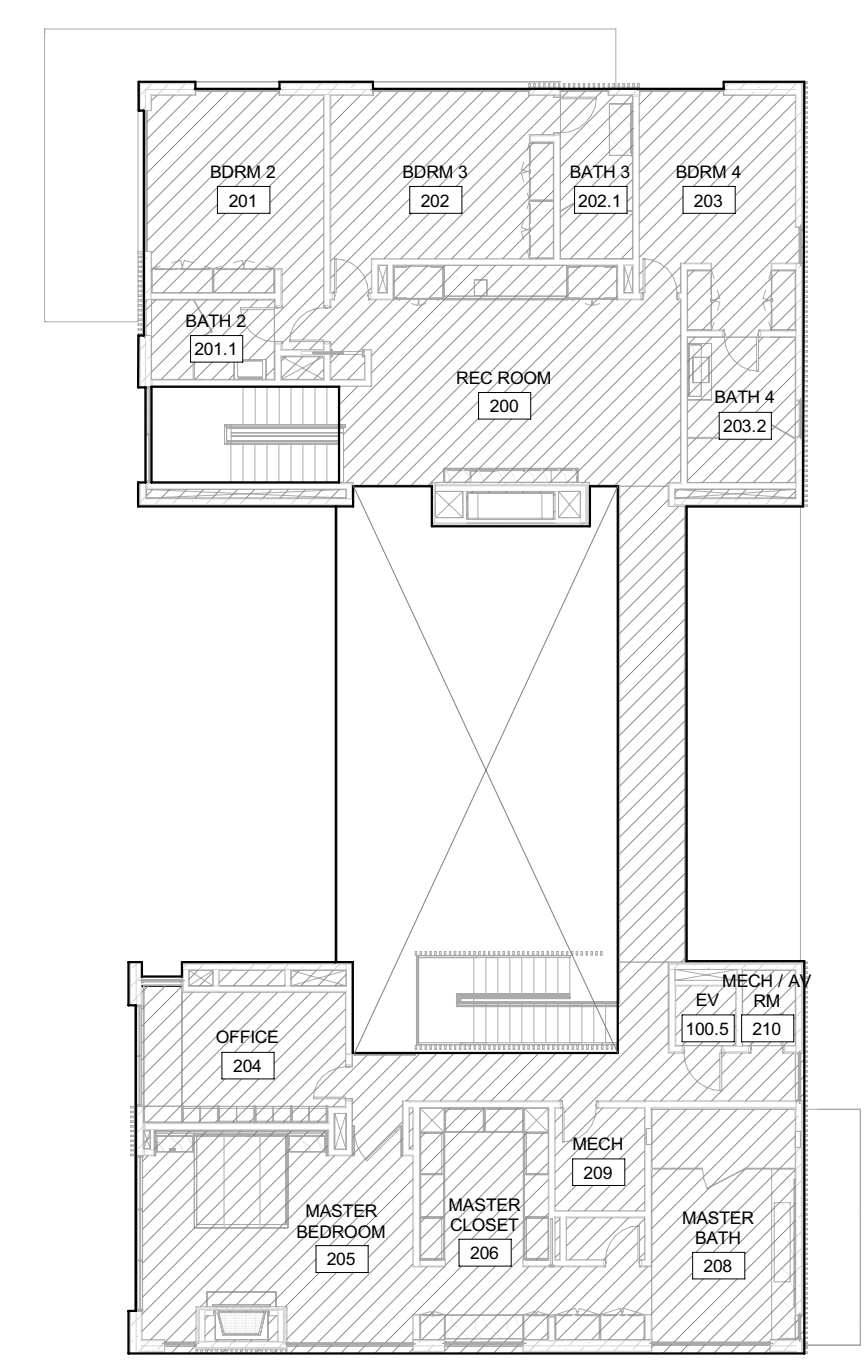 BDRM 2
201
BDRM 3
202
BATH 3
202.1
BDRM 4
203
BATH 2
201.1
REC ROOM
200
BATH 4
203.2
EV
100.5
MECH / AV
RM
210
OFFICE
204
MECH
209
MASTER
BEDROOM
205
MASTER
CLOSET
206
MASTER
BATH
208